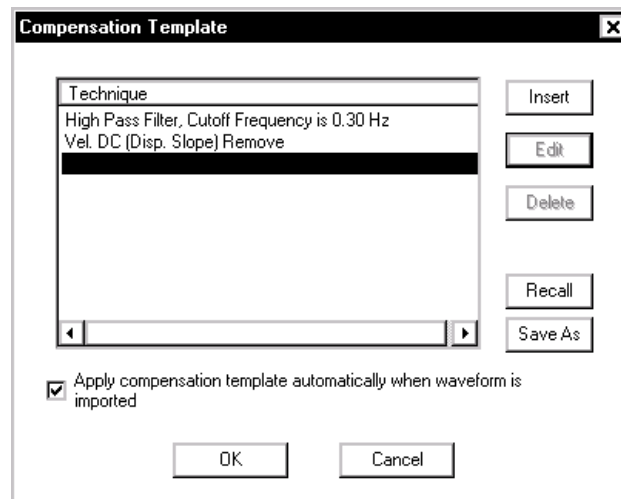 Compensation Template
Technique
High Pass Filter, Cutoff Frequency is 0.30 Hz
Vel. DC (Disp. Slope) Remove
Insert
Edit
Delete
Recall
Save As
Apply compensation template automatically when waveform is
imported
OK
Cancel